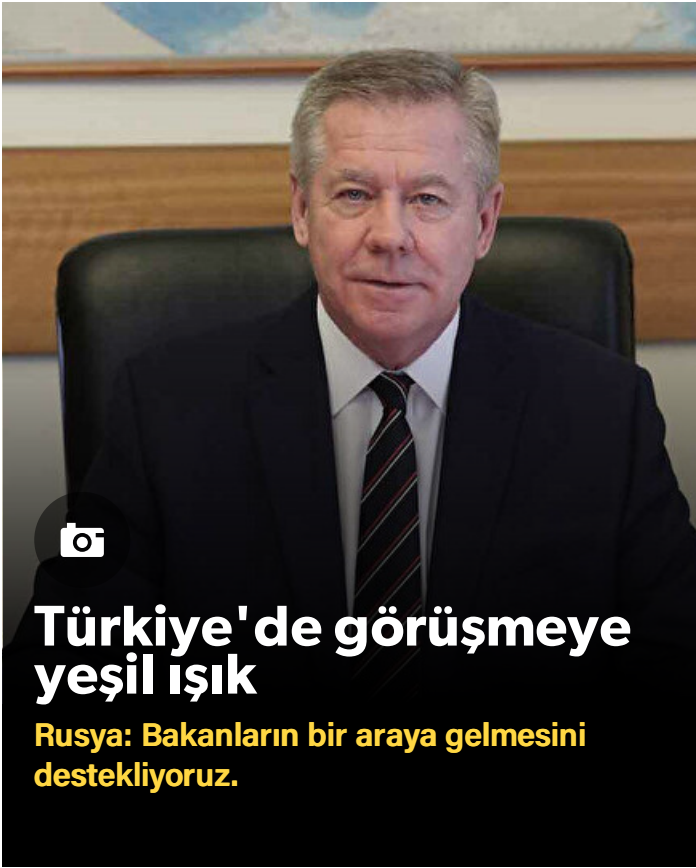 Türkiye'de görüşmeye
yeşil ışık
Rusya: Bakanların bir araya gelmesini
destekliyoruz.